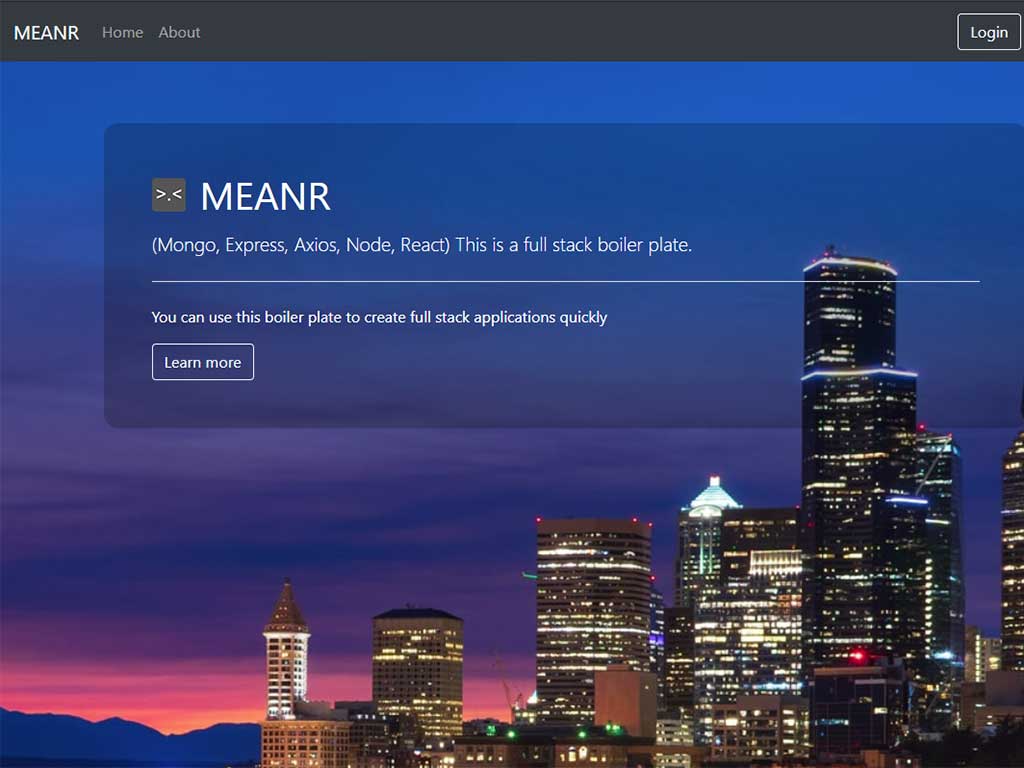 MEANR Home About Login
>.< MEANR
(Mongo, Express, Axios, Node, React) This is a full stack boiler plate.
You can use this boiler plate to create full stack applications quickly
Learn more